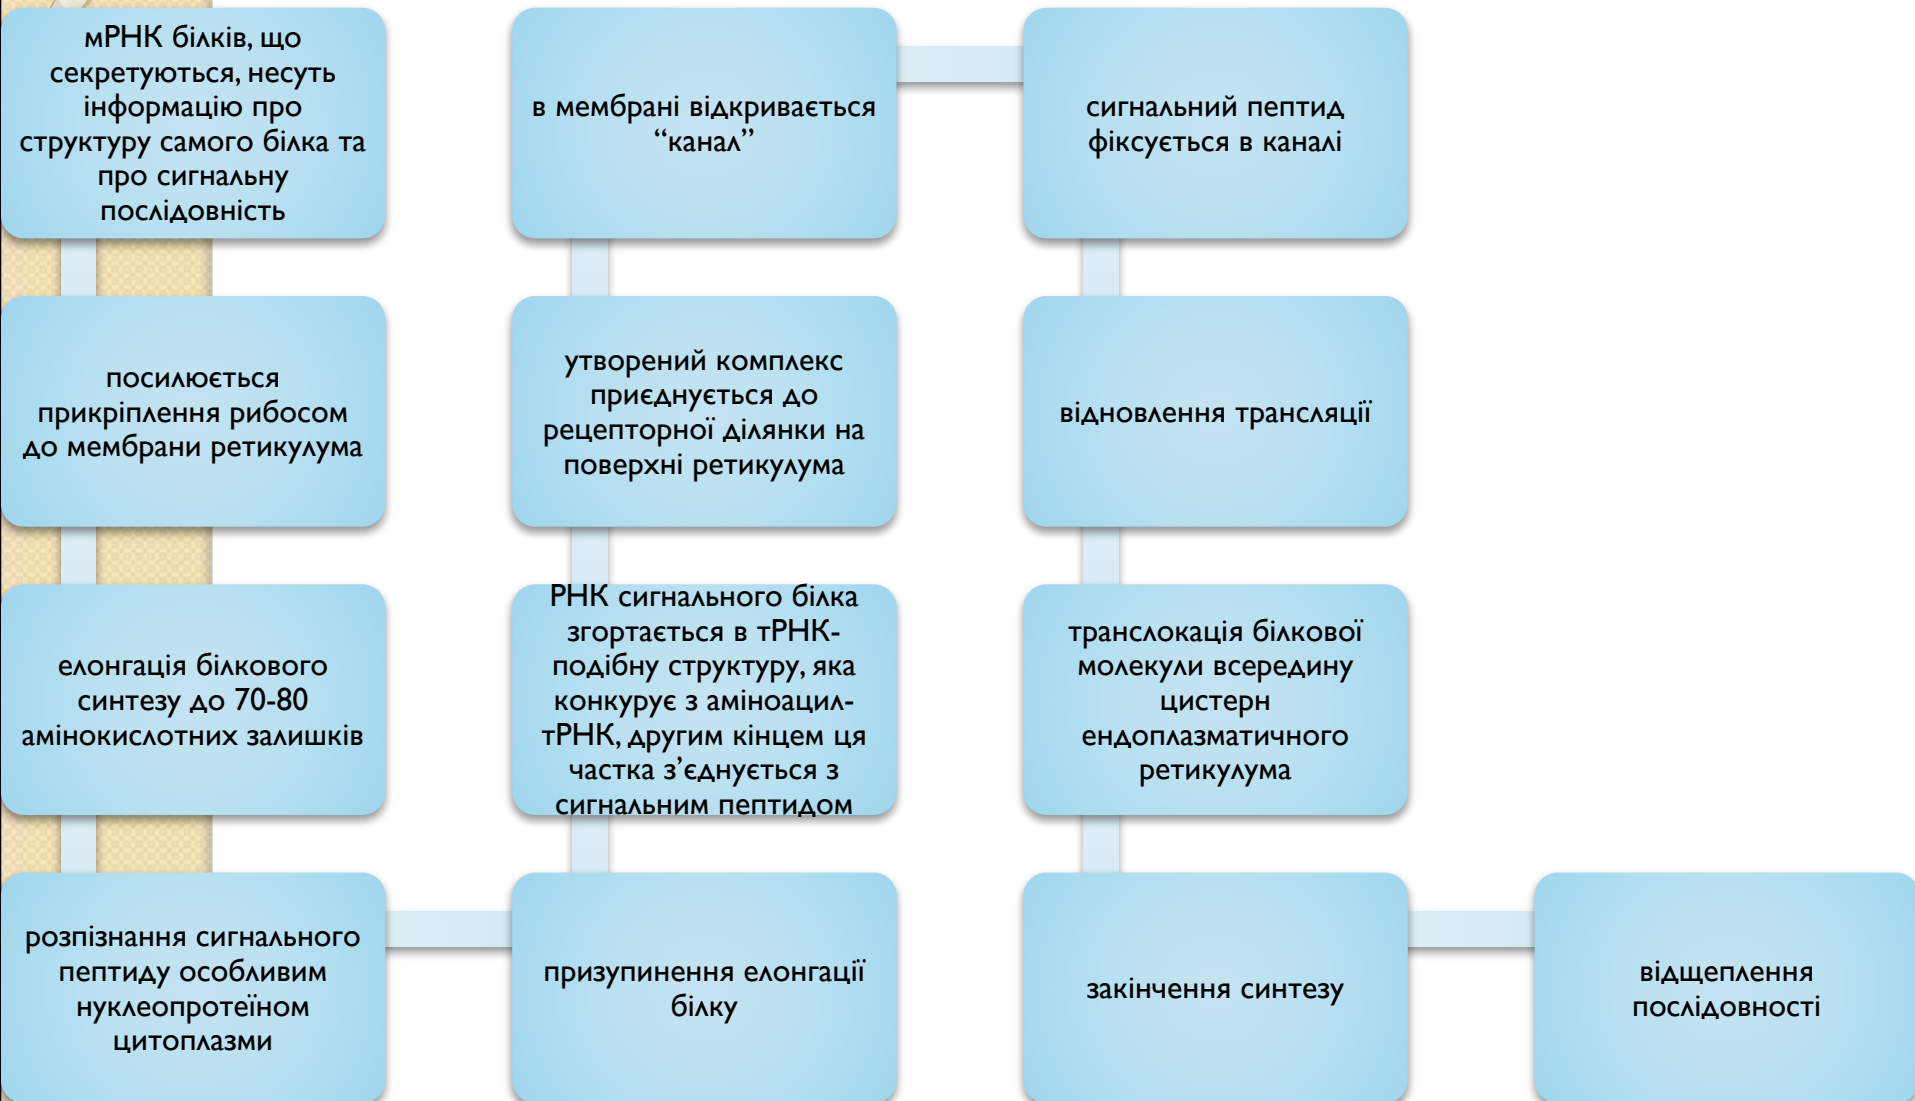 мРНК білків, що
секретуються, несуть
інформацію про
структуру самого білка та
про сигнальну
послідовність
посилюється
прикріплення рибосом
до мембрани ретикулума
елонгація білкового
синтезу до 70-80
амінокислотних залишків
розпізнання сигнального
пептиду особливим
нуклеопротеїном
цитоплазми
призупинення елонгації
білку
РНК сигнального білка
згортається в тРНК-
подібну структуру, яка
конкурує з аміноацил-
тРНК, другим кінцем ця
частка з’єднується з
сигнальним пептидом
утворений комплекс
приєднується до
рецепторної ділянки на
поверхні ретикулума
в мембрані відкривається
“канал”
сигнальний пептид
фіксується в каналі
відновлення трансляції
транслокація білкової
молекули всередину
цистерн
ендоплазматичного
ретикулума
закінчення синтезу
відщеплення
послідовності